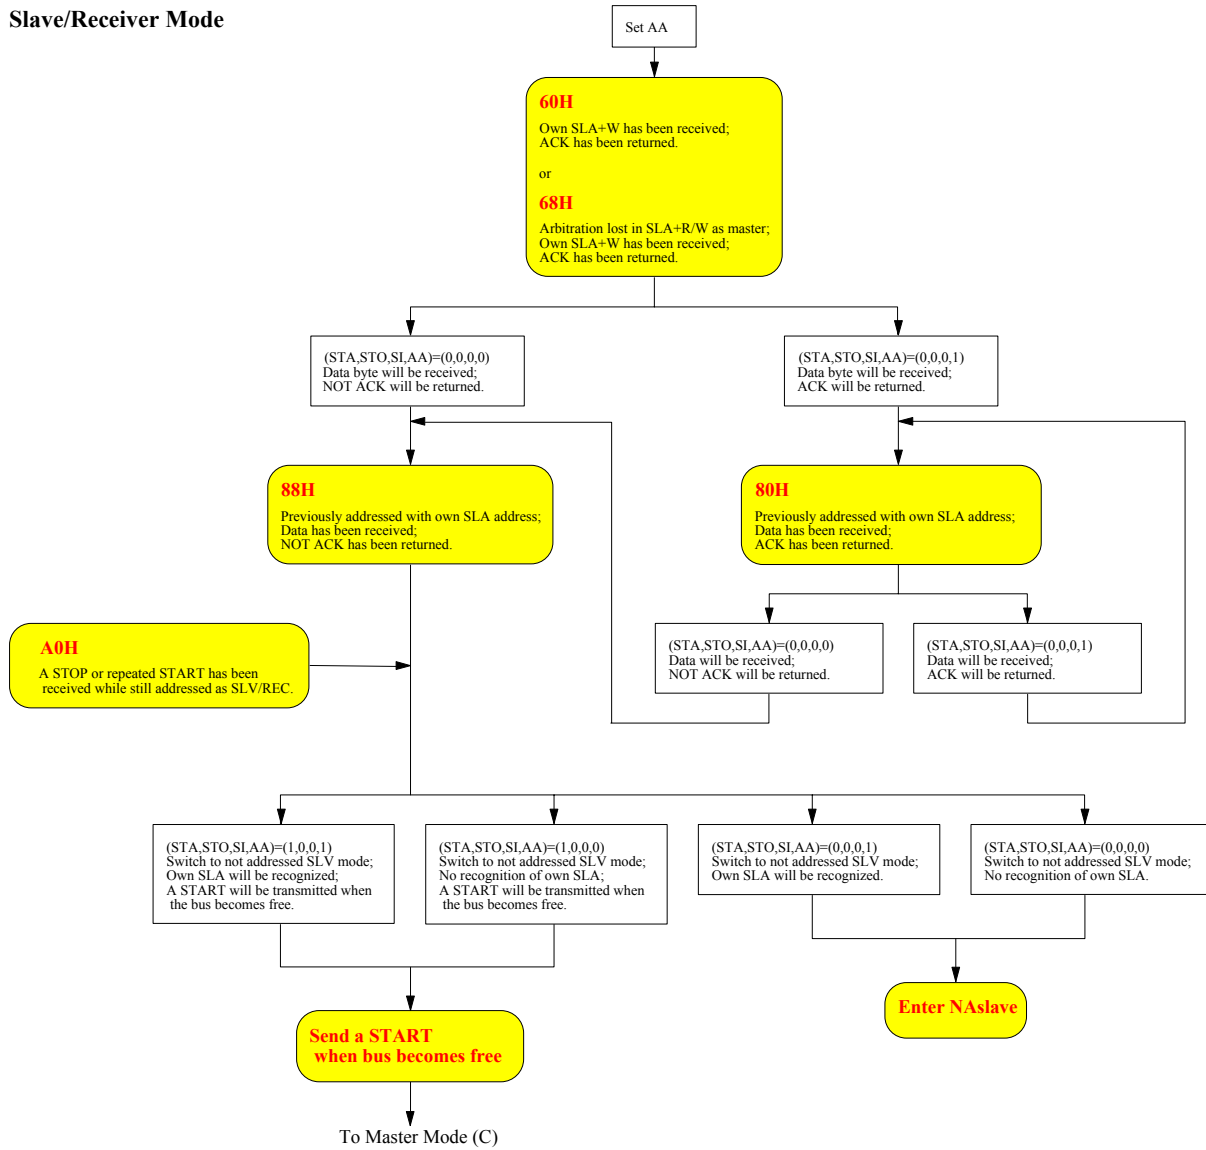 Slave/Receiver Mode
Set AA
60H
Own SLA+W has been received;
ACK has been returned.
or
68H
Arbitration lost in SLA+R/W as master;
Own SLA+W has been received;
ACK has been returned.
(STA,STO,SI,AA)=(0,0,0,0)
Data byte will be received;
NOT ACK will be returned.
(STA,STO,SI,AA)=(0,0,0,1)
Data byte will be received;
ACK will be returned.
88H
Previously addressed with own SLA address;
Data has been received;
NOT ACK has been returned.
80H
Previously addressed with own SLA address;
Data has been received;
ACK has been returned.
A0H
A STOP or repeated START has been
received while still addressed as SLV/REC.
(STA,STO,SI,AA)=(0,0,0,0)
Data will be received;
NOT ACK will be returned.
(STA,STO,SI,AA)=(0,0,0,1)
Data will be received;
ACK will be returned.
(STA,STO,SI,AA)=(1,0,0,1)
Switch to not addressed SLV mode;
Own SLA will be recognized;
A START will be transmitted when
the bus becomes free.
(STA,STO,SI,AA)=(1,0,0,0)
Switch to not addressed SLV mode;
No recognition of own SLA;
A START will be transmitted when
the bus becomes free.
(STA,STO,SI,AA)=(0,0,0,1)
Switch to not addressed SLV mode;
Own SLA will be recognized.
(STA,STO,SI,AA)=(0,0,0,0)
Switch to not addressed SLV mode;
No recognition of own SLA.
Send a START
when bus becomes free
Enter NAslave
To Master Mode (C)